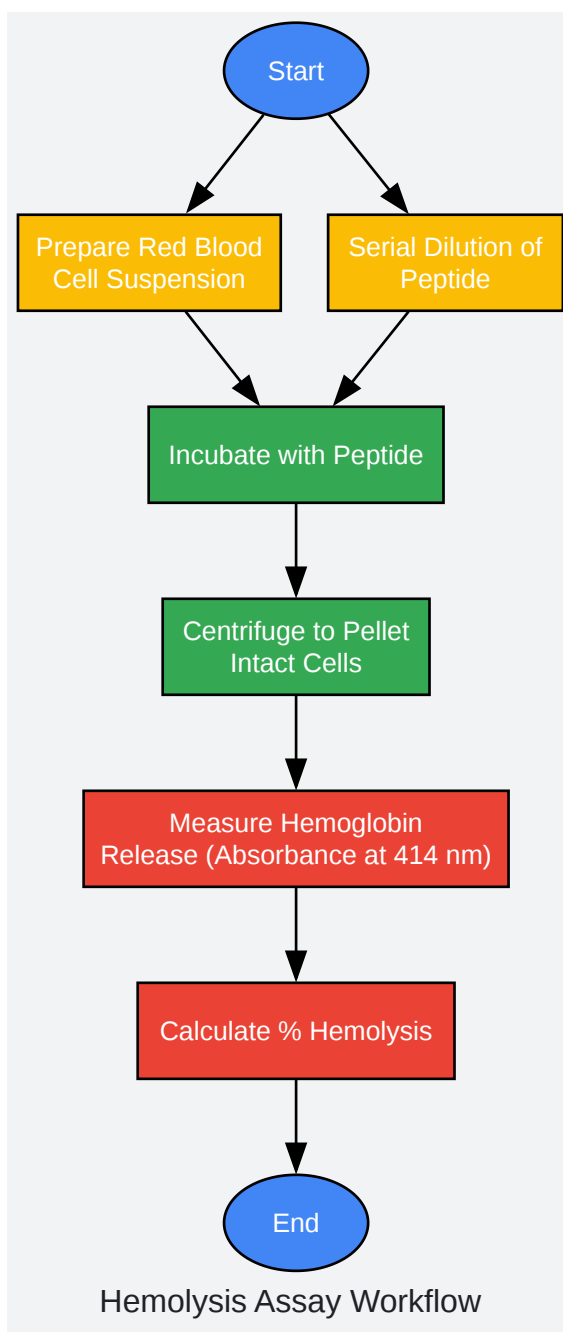 Start
Prepare Red Blood
Cell Suspension
Serial Dilution of
Peptide
Incubate with Peptide
Centrifuge to Pellet
Intact Cells
Measure Hemoglobin
Release (Absorbance at 414 nm)
Calculate % Hemolysis
End
Hemolysis Assay Workflow